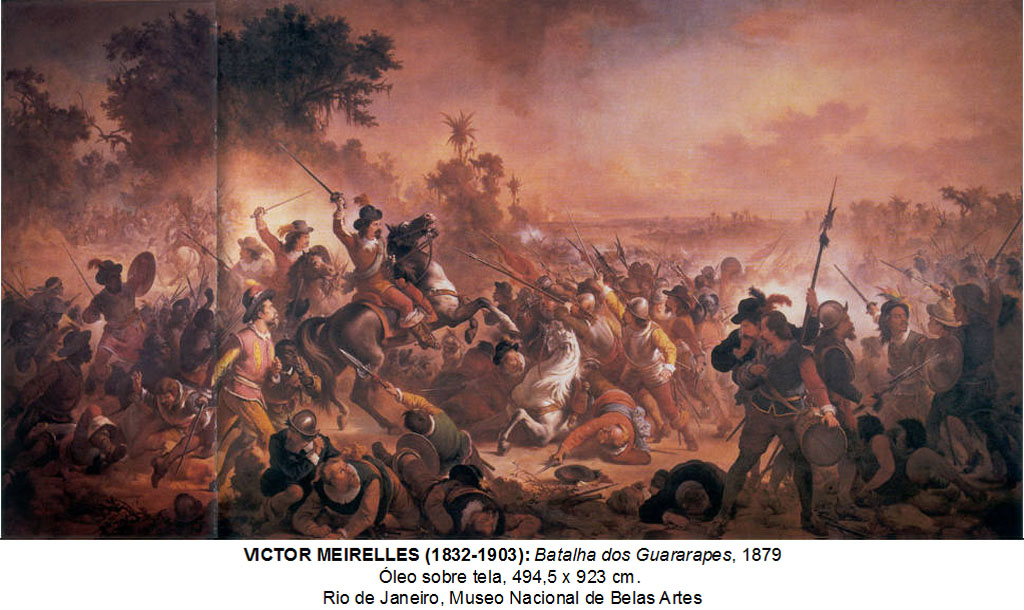 VICTOR MEIRELLES (1832-1903): Batalha dos Guararapes, 1879
Óleo sobre tela, 494,5 x 923 cm.
Rio de Janeiro, Museo Nacional de Belas Artes